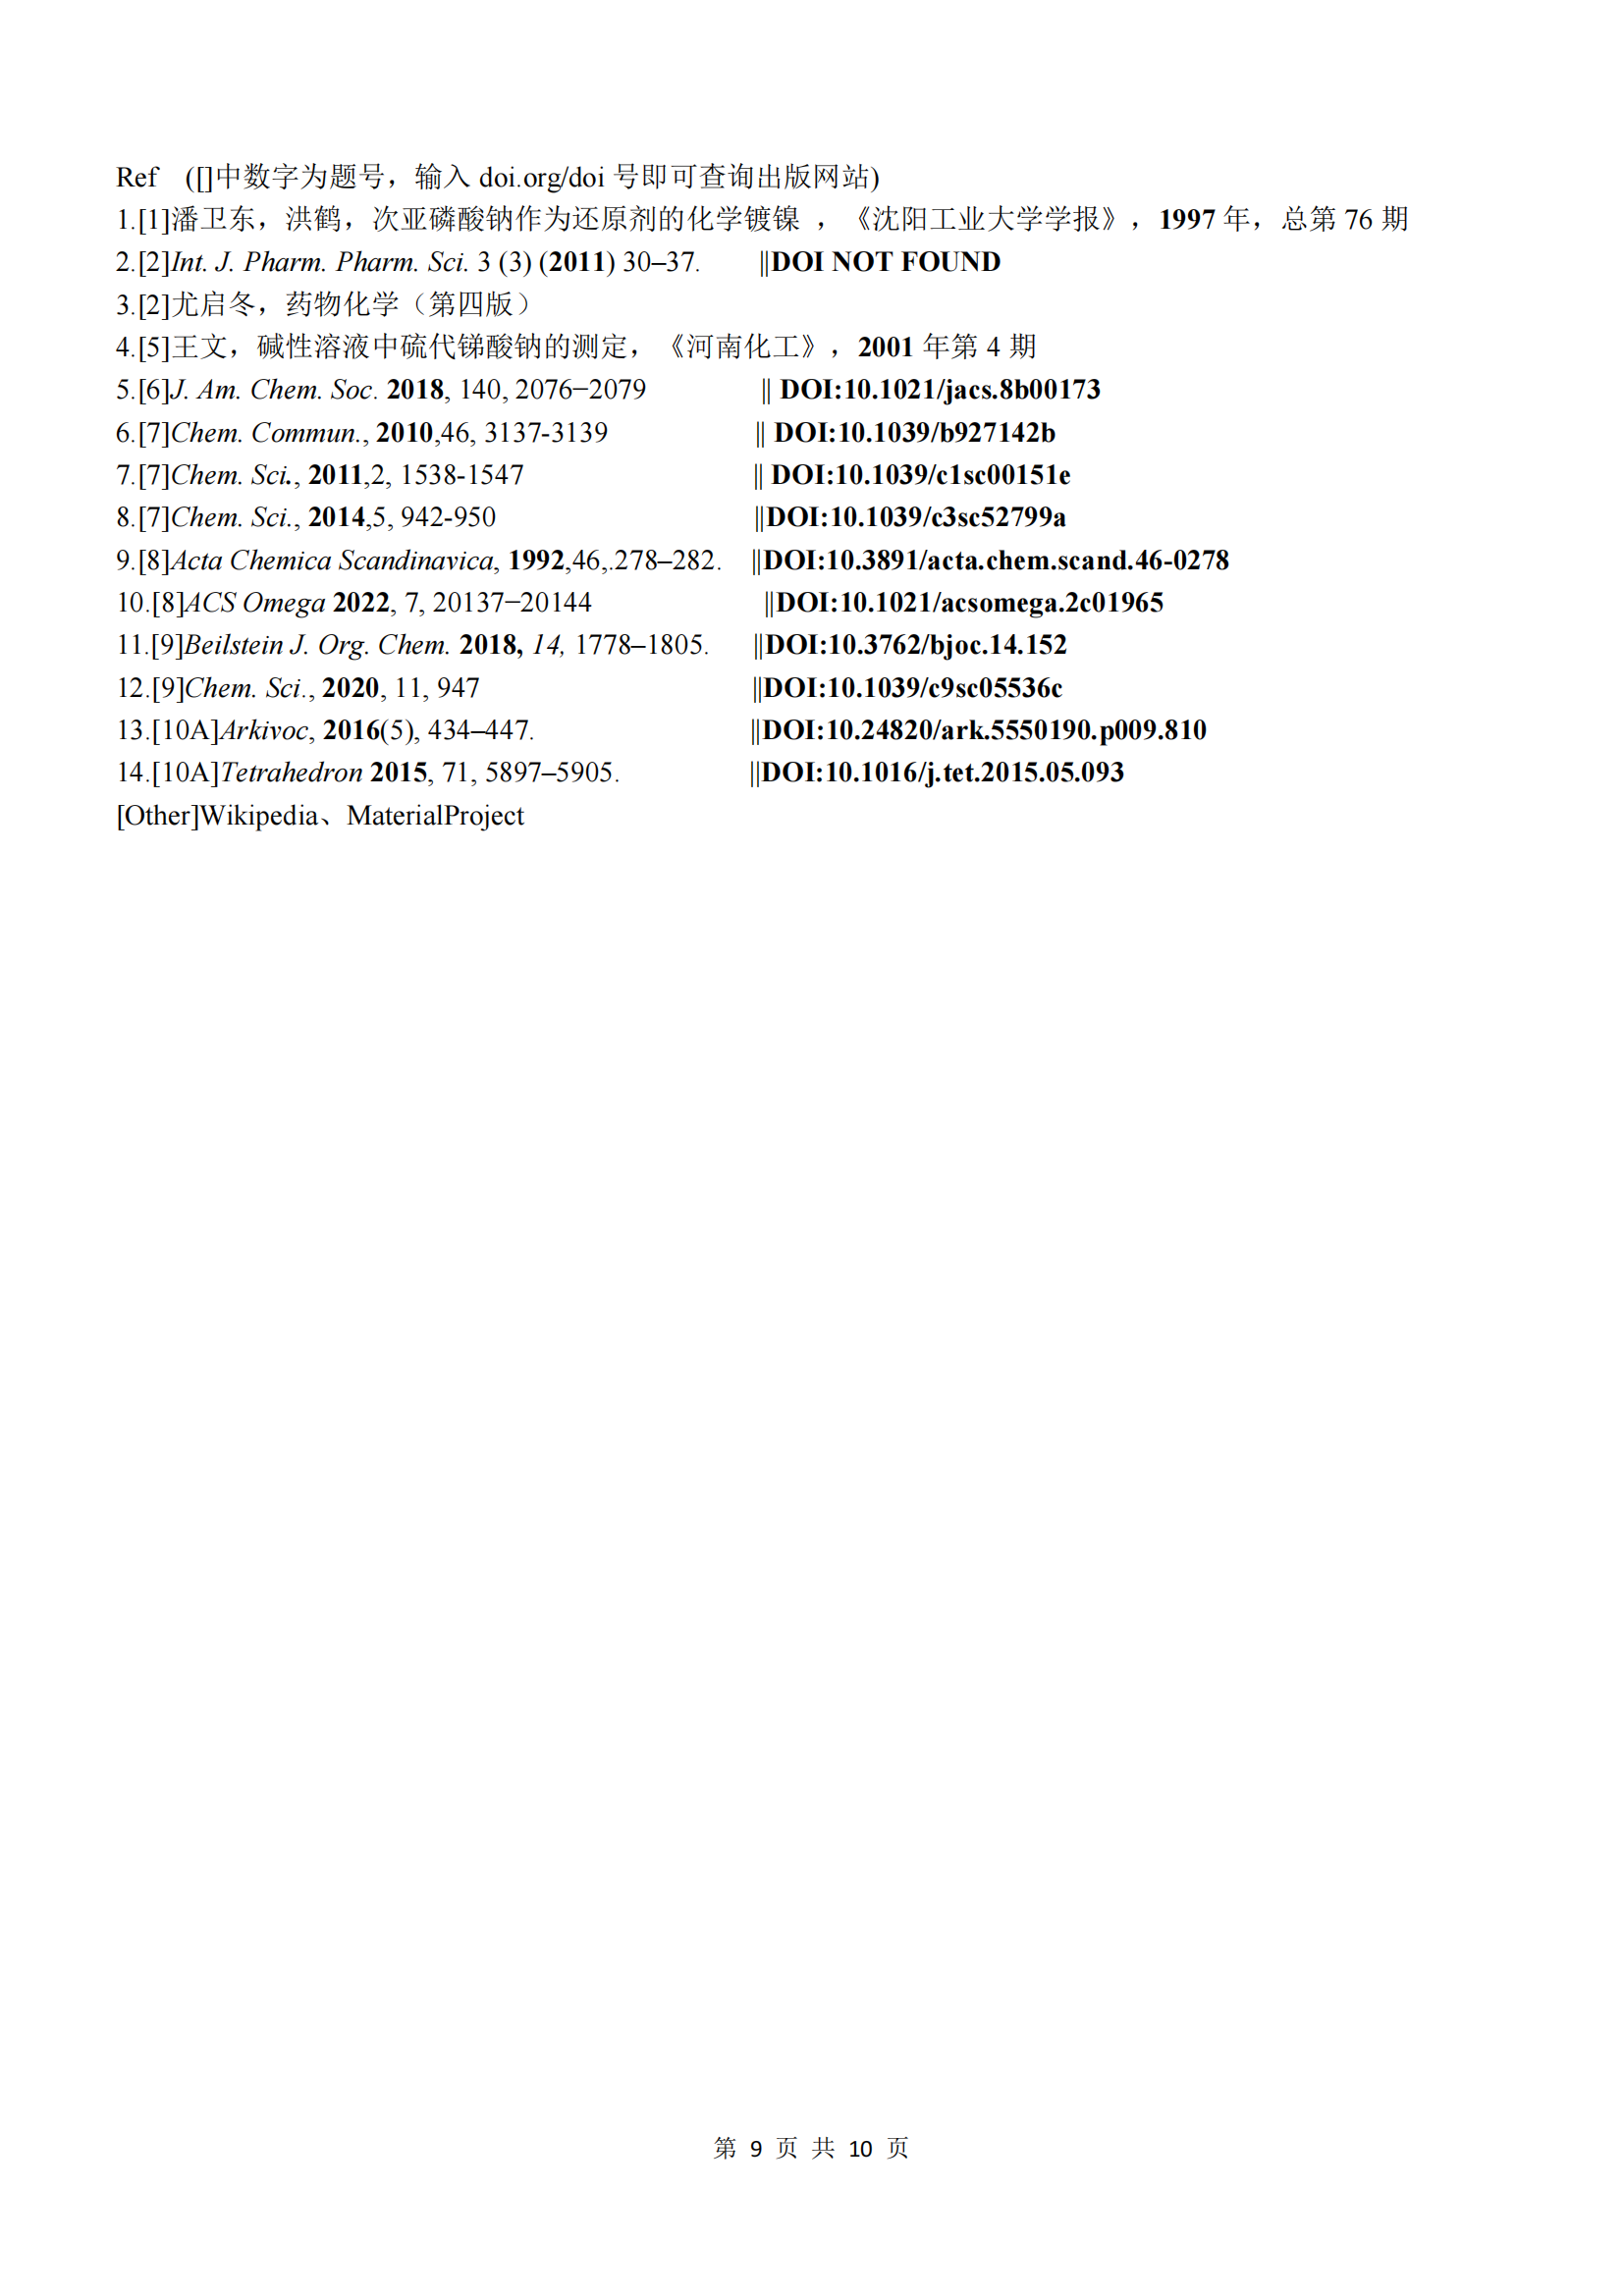 Ref ([]中数字为题号，输入 doi.org/doi 号即可查询出版网站)
1.[1]潘卫东，洪鹤，次亚磷酸钠作为还原剂的化学镀镍 ，《沈阳工业大学学报》，1997 年，总第 76 期
2.[2]Int. J. Pharm. Pharm. Sci. 3 (3) (2011) 30–37. ||DOI NOT FOUND
3.[2]尤启冬，药物化学（第四版）
4.[5]王文，碱性溶液中硫代锑酸钠的测定，《河南化工》，2001 年第 4 期
5.[6]J. Am. Chem. Soc. 2018, 140, 2076−2079 || DOI:10.1021/jacs.8b00173
6.[7]Chem. Commun., 2010,46, 3137-3139 || DOI:10.1039/b927142b
7.[7]Chem. Sci., 2011,2, 1538-1547 || DOI:10.1039/c1sc00151e
8.[7]Chem. Sci., 2014,5, 942-950 ||DOI:10.1039/c3sc52799a
9.[8]Acta Chemica Scandinavica, 1992,46,.278–282. ||DOI:10.3891/acta.chem.scand.46-0278
10.[8]ACS Omega 2022, 7, 20137−20144 ||DOI:10.1021/acsomega.2c01965
11.[9]Beilstein J. Org. Chem. 2018, 14, 1778–1805. ||DOI:10.3762/bjoc.14.152
12.[9]Chem. Sci., 2020, 11, 947 ||DOI:10.1039/c9sc05536c
13.[10A]Arkivoc, 2016(5), 434–447. ||DOI:10.24820/ark.5550190.p009.810
14.[10A]Tetrahedron 2015, 71, 5897–5905. ||DOI:10.1016/j.tet.2015.05.093
[Other]Wikipedia、MaterialProject
第 9 页 共 10 页